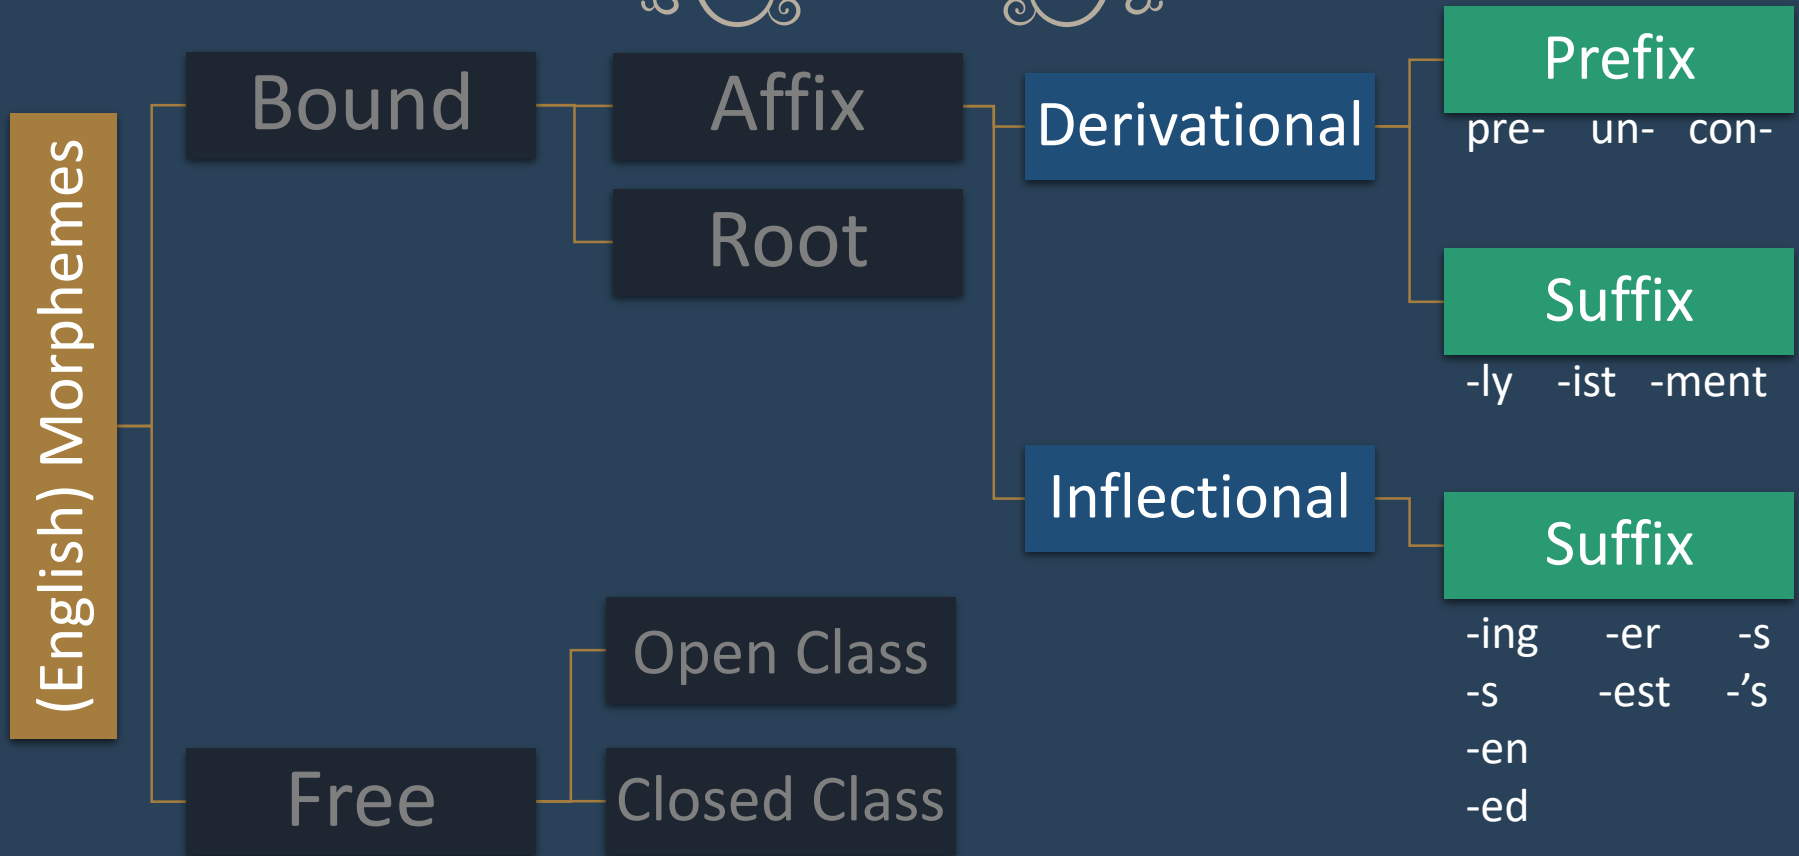 (English) Morphemes
Bound
Affix
Root
Derivational
Prefix
pre- un- con-
Suffix
-ly -ist -ment
Inflectional
Suffix
-ing -er -s
-s -est -’s
-en
-ed
Free
Open Class
Closed Class